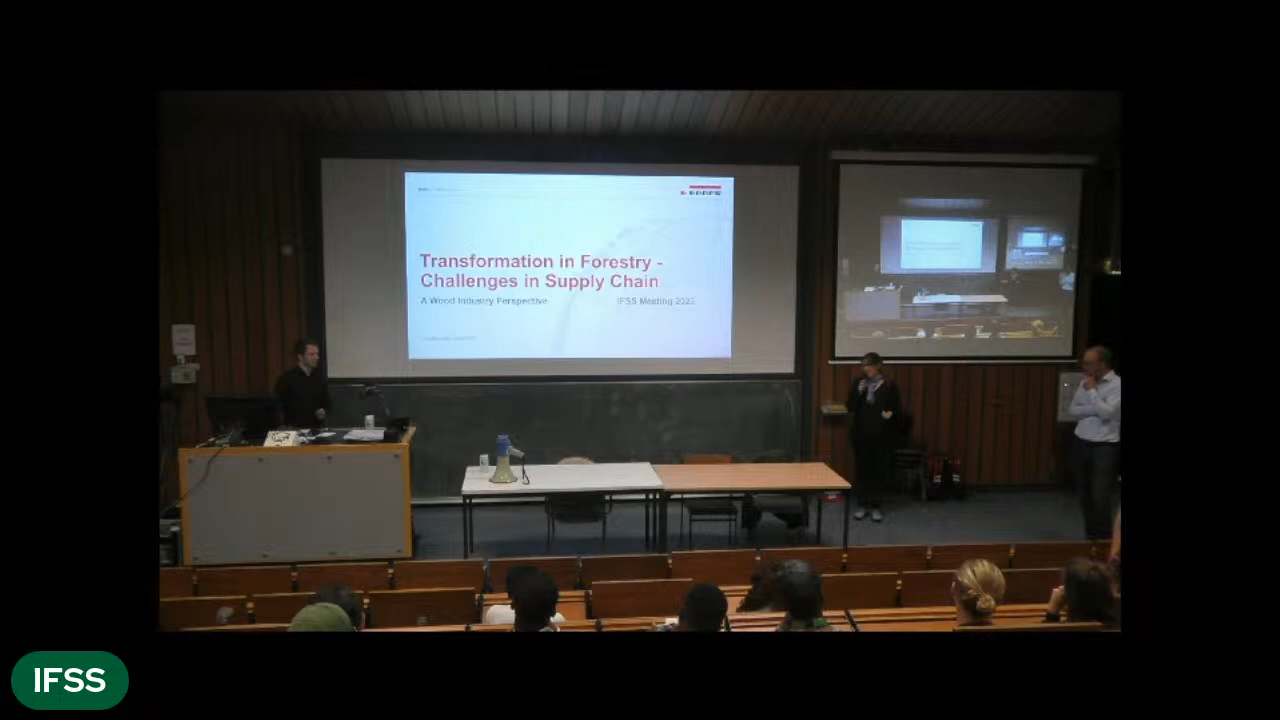 Transformation in Forestry -
Challenges in Supply Chain
A Wood Industry Perspective
IFSS Meeting 2023
IFSS